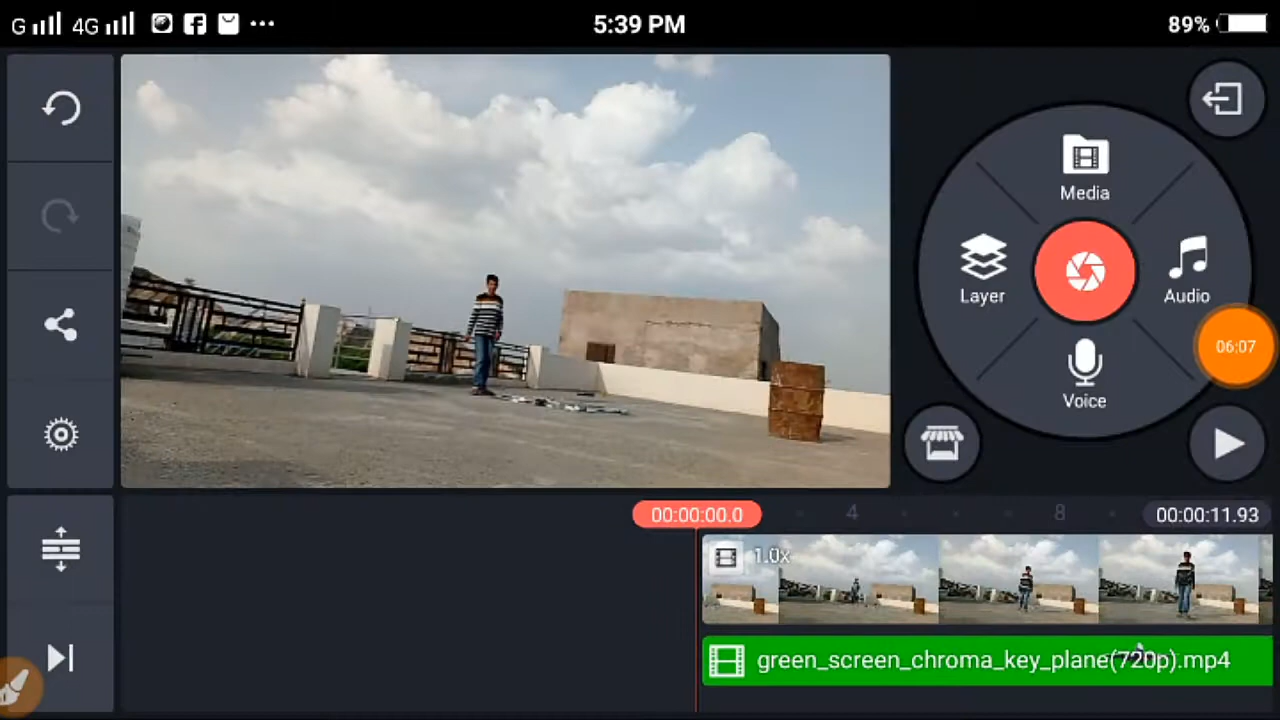 G 4G 5:39 PM 89%
Media
Layer
Audio
06:07
Voice
00:00:00.0 4 8 00:00:11.93
1.0x
green_screen_chroma_key_plane(720p).mp4